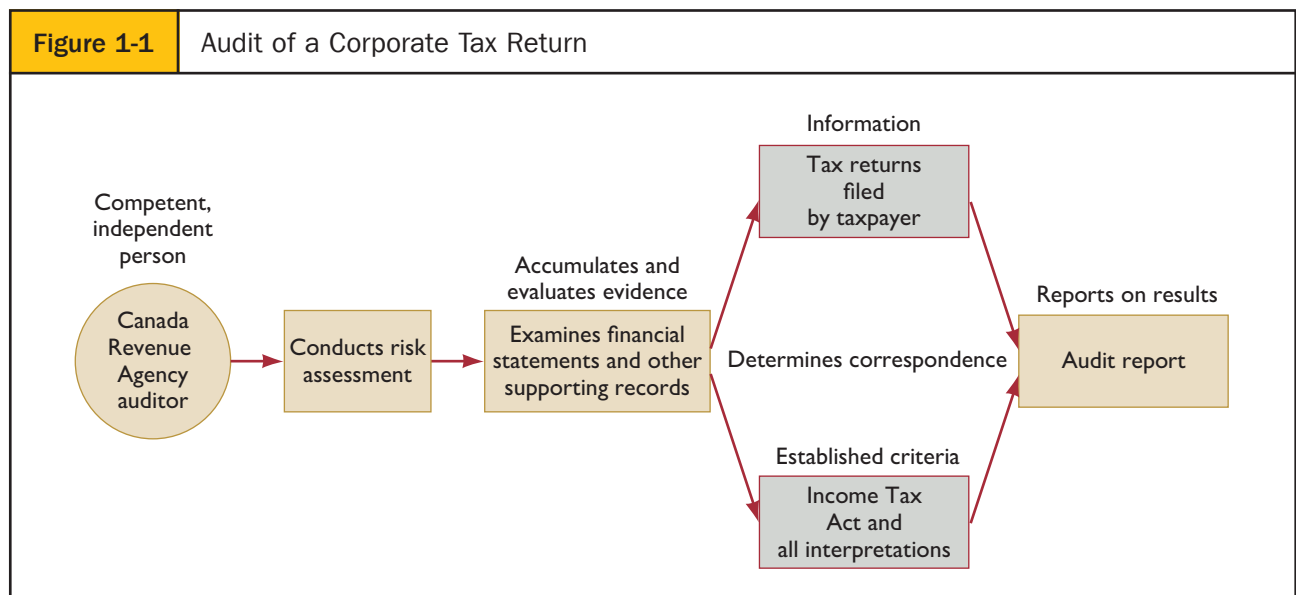 Figure 1-1
Audit of a Corporate Tax Return
Competent,
independent
person
Canada
Revenue
Agency
auditor
Conducts risk
assessment
Accumulates and
evaluates evidence
Examines financial
statements and other
supporting records
Information
Tax returns
filed
by taxpayer
Determines correspondence
Established criteria
Income Tax
Act and
all interpretations
Reports on results
Audit report